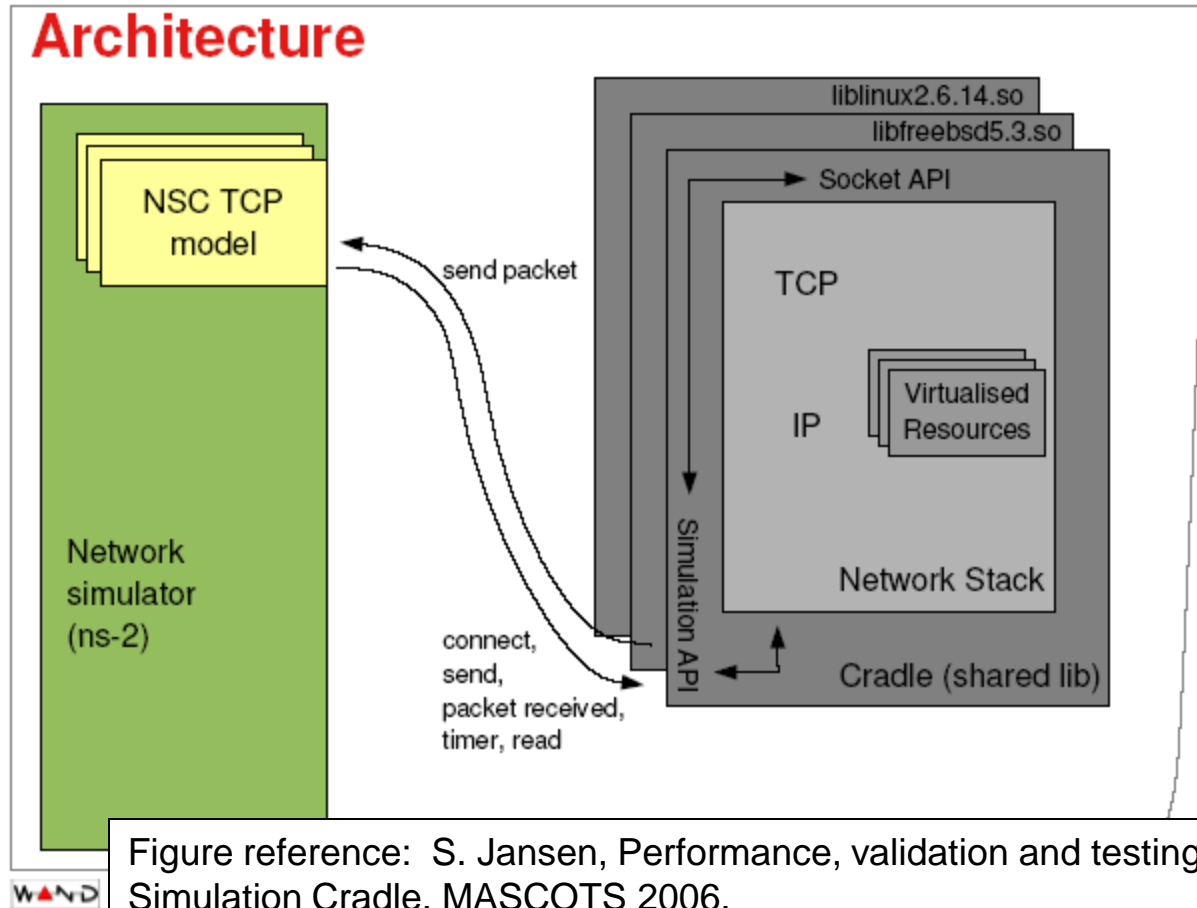 Architecture
NSC TCP
model
Network
simulator
(ns-2)
send packet
connect,
send,
packet received,
timer, read
liblinux2.6.14.so
libfreebsd5.3.so
Socket API
TCP
IP
Virtualised
Resources
Simulation API
Network Stack
Cradle (shared lib)
Figure reference: S. Jansen, Performance, validation and testing
Simulation Cradle. MASCOTS 2006.
WAND